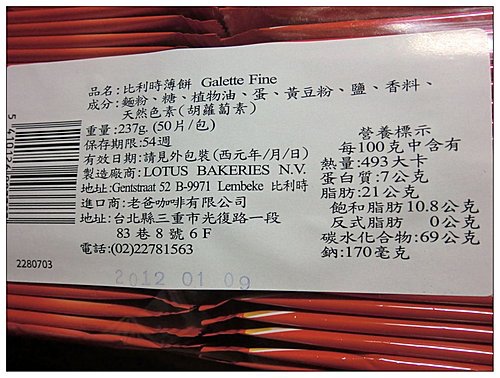 品名:比利時薄餅 Galette Fine
成分:麵粉、糖、植物油、蛋、黃豆粉、鹽、香料、
天然色素(胡蘿蔔素)
重量:237g. (50片/包)
保存期限:54週
有效日期:請見外包裝(西元年/月/日)
製造廠商:LOTUS BAKERIES N.V.
地址:Gentstraat 52 B-9971 Lembeke 比利時
進口商:老爸咖啡有限公司
地址:台北縣三重市光復路一段
83巷8號6F
電話:(02)22781563
營養標示
每100克中含有
熱量:493大卡
蛋白質:7公克
脂肪:21公克
飽和脂肪 10.8公克
反式脂肪 0公克
碳水化合物:69公克
鈉:170毫克
2280703
2012 01 09